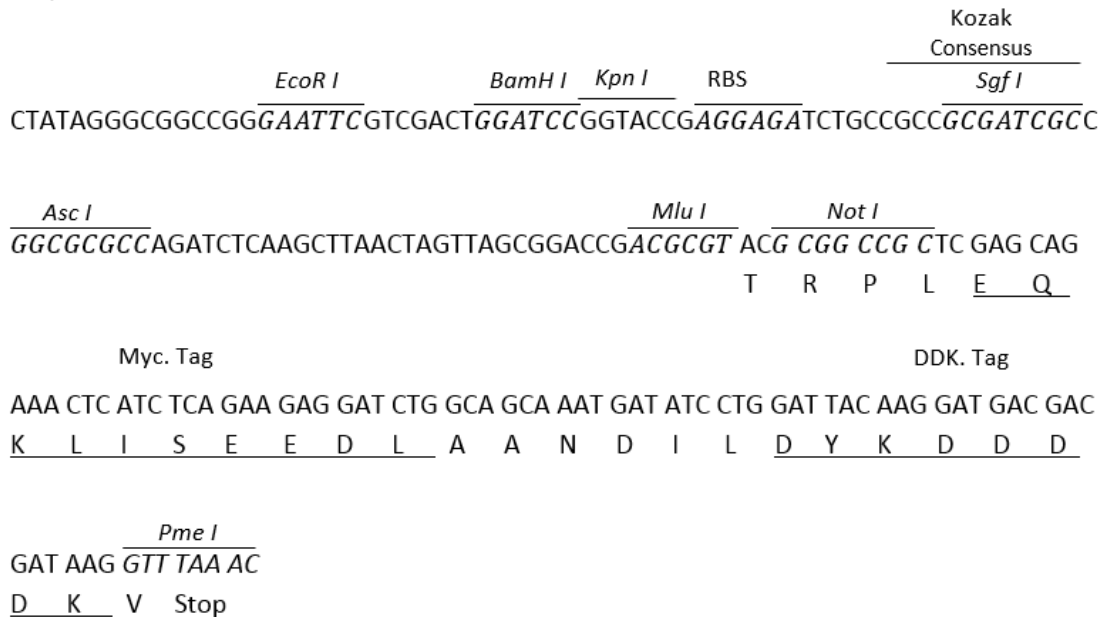 Kozak
Consensus
EcoR I BamH I Kpn I RBS Sgf I
CTATAGGGCGGCCGGGAATTCGTCGACTGGATCCGGTACCGAGGAGATCTGCCGCCGCGATCGCC
Asc I Mlu I Not I
GGCGCGCCAGATCTCAAGCTTAACTAGTTAGCGGACCGACGCGT ACG CGG CCG CTC GAG CAG
T R P L E Q
Myc. Tag DDK. Tag
AAA CTC ATC TCA GAA GAG GAT CTG GCA GCA AAT GAT ATC CTG GAT TAC AAG GAT GAC GAC
K L I S E E D L A A N D I L D Y K D D D
Pme I
GAT AAG GTT TAA AC
D K V Stop